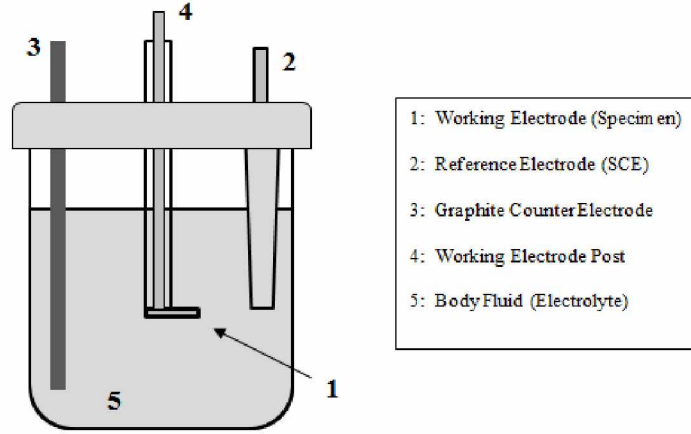 4
3
2
1: Working Electrode (Specimen)
2: Reference Electrode (SCE)
3: Graphite Counter Electrode
4: Working Electrode Post
5: Body Fluid (Electrolyte)
5
1